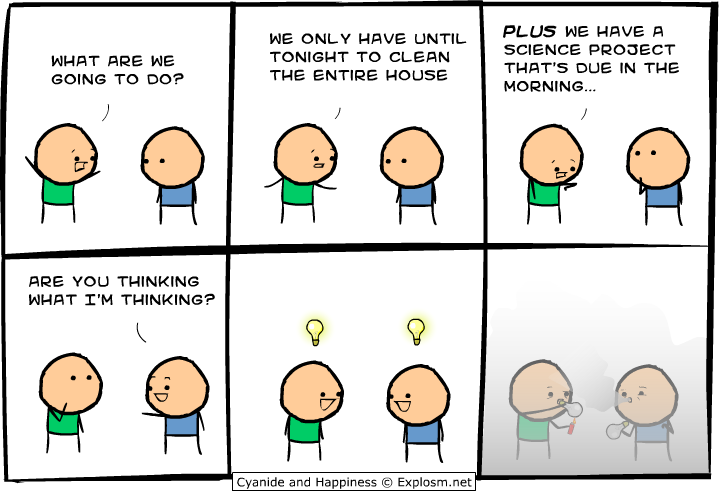 WHAT ARE WE
GOING TO DO?
WE ONLY HAVE UNTIL
TONIGHT TO CLEAN
THE ENTIRE HOUSE
PLUS WE HAVE A
SCIENCE PROJECT
THAT'S DUE IN THE
MORNING...
ARE YOU THINKING
WHAT I'M THINKING?
Cyanide and Happiness © Explosm.net